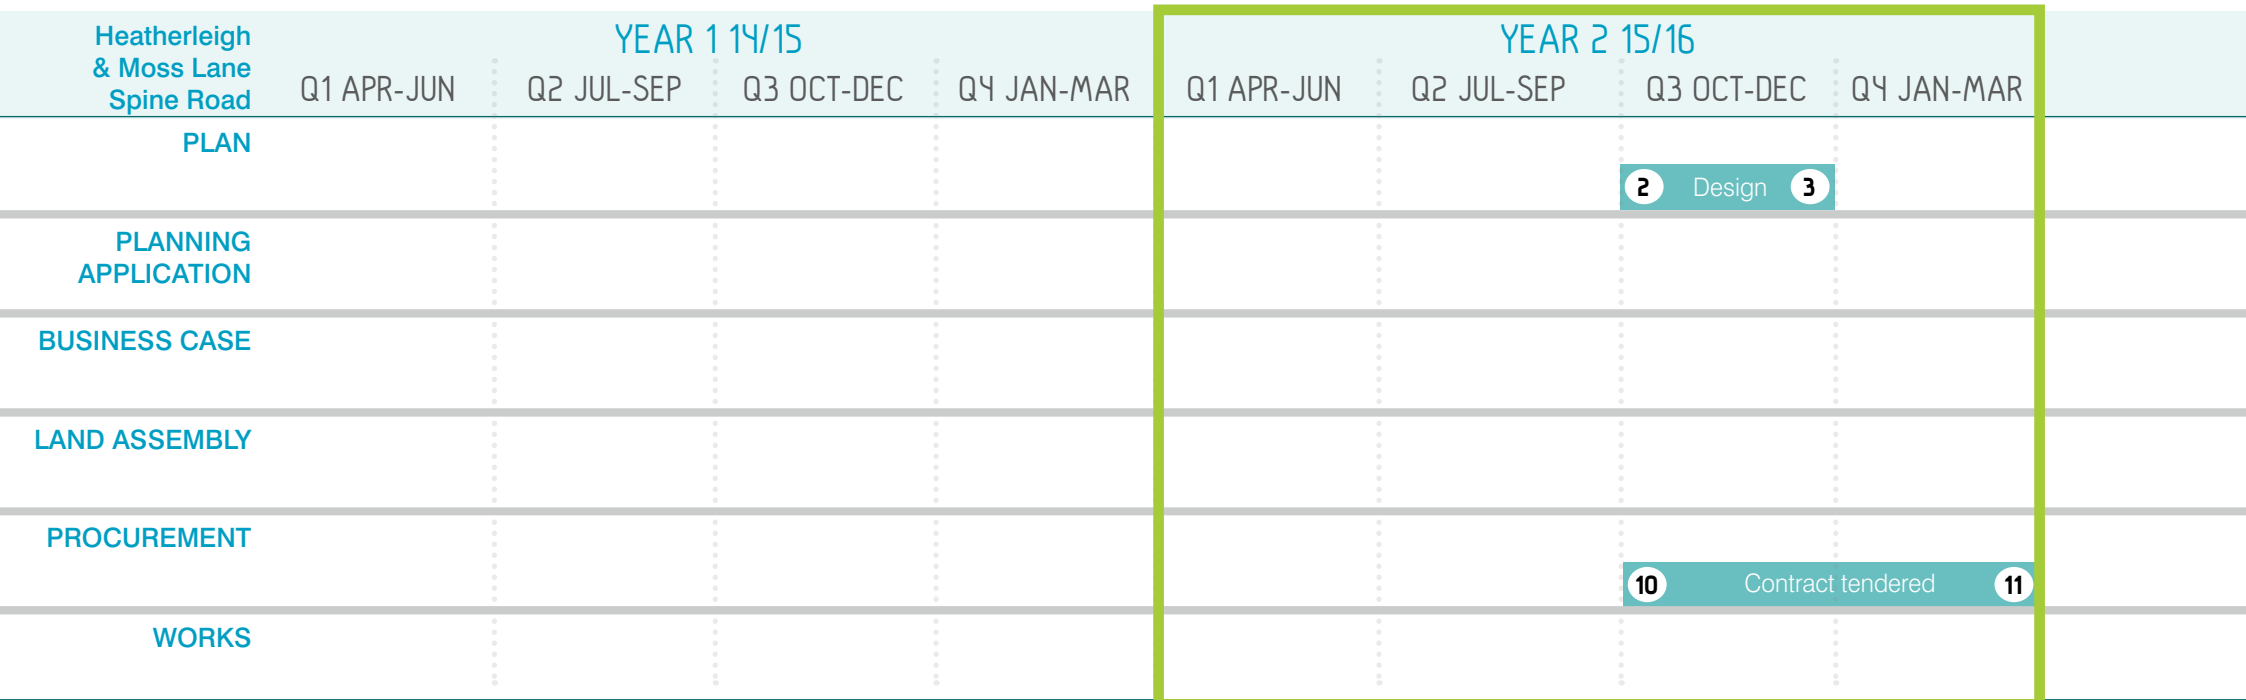 Heatherleigh
& Moss Lane
Spine Road
YEAR 1 14/15
YEAR 2 15/16
Q1 APR-JUN
Q2 JUL-SEP
Q3 OCT-DEC
Q4 JAN-MAR
Q1 APR-JUN
Q2 JUL-SEP
Q3 OCT-DEC
Q4 JAN-MAR
PLAN
2 Design 3
PLANNING
APPLICATION
BUSINESS CASE
LAND ASSEMBLY
PROCUREMENT
10 Contract tendered 11
WORKS